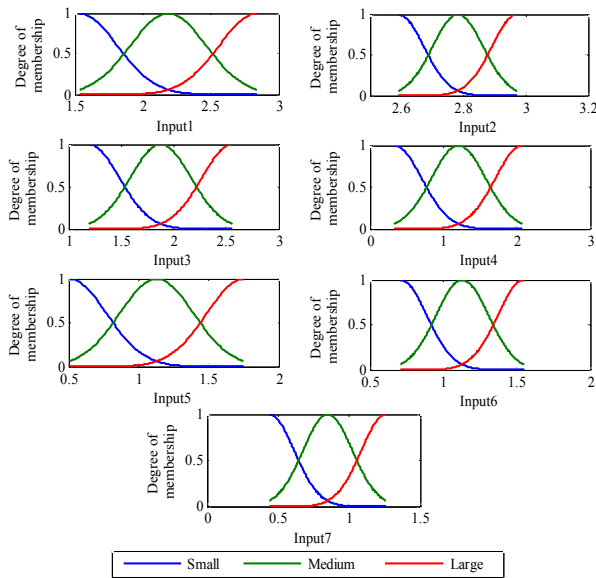 Degree of
membership
1
0.5
0
1.5
2
2.5
3
Input1
1
0.5
0
2.6
2.8
3
3.2
Input2
Degree of
membership
1
0.5
0
1
1.5
2
2.5
3
Input3
Degree of
membership
1
0.5
0
0
1
2
3
Input4
Degree of
membership
1
0.5
0
0.5
1
1.5
2
Input5
Degree of
membership
1
0.5
0
0.5
1
1.5
2
Input6
Degree of
membership
1
0.5
0
0
0.5
1
1.5
Input7
Degree of
membership
Small
Medium
Large